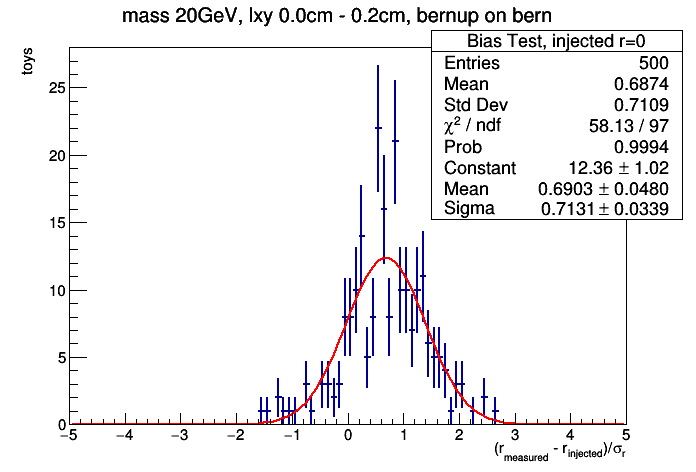 mass 20GeV, lxy 0.0cm - 0.2cm, bernup on bern
Bias Test, injected r=0
Entries 500
Mean 0.6874
Std Dev 0.7109
χ² / ndf 58.13 / 97
Prob 0.9994
Constant 12.36 ± 1.02
Mean 0.6903 ± 0.0480
Sigma 0.7131 ± 0.0339
toys
25
20
15
10
5
0
−5 −4 −3 −2 −1 0 1 2 3 4 5
(r_measured - r_injected)/σ_r